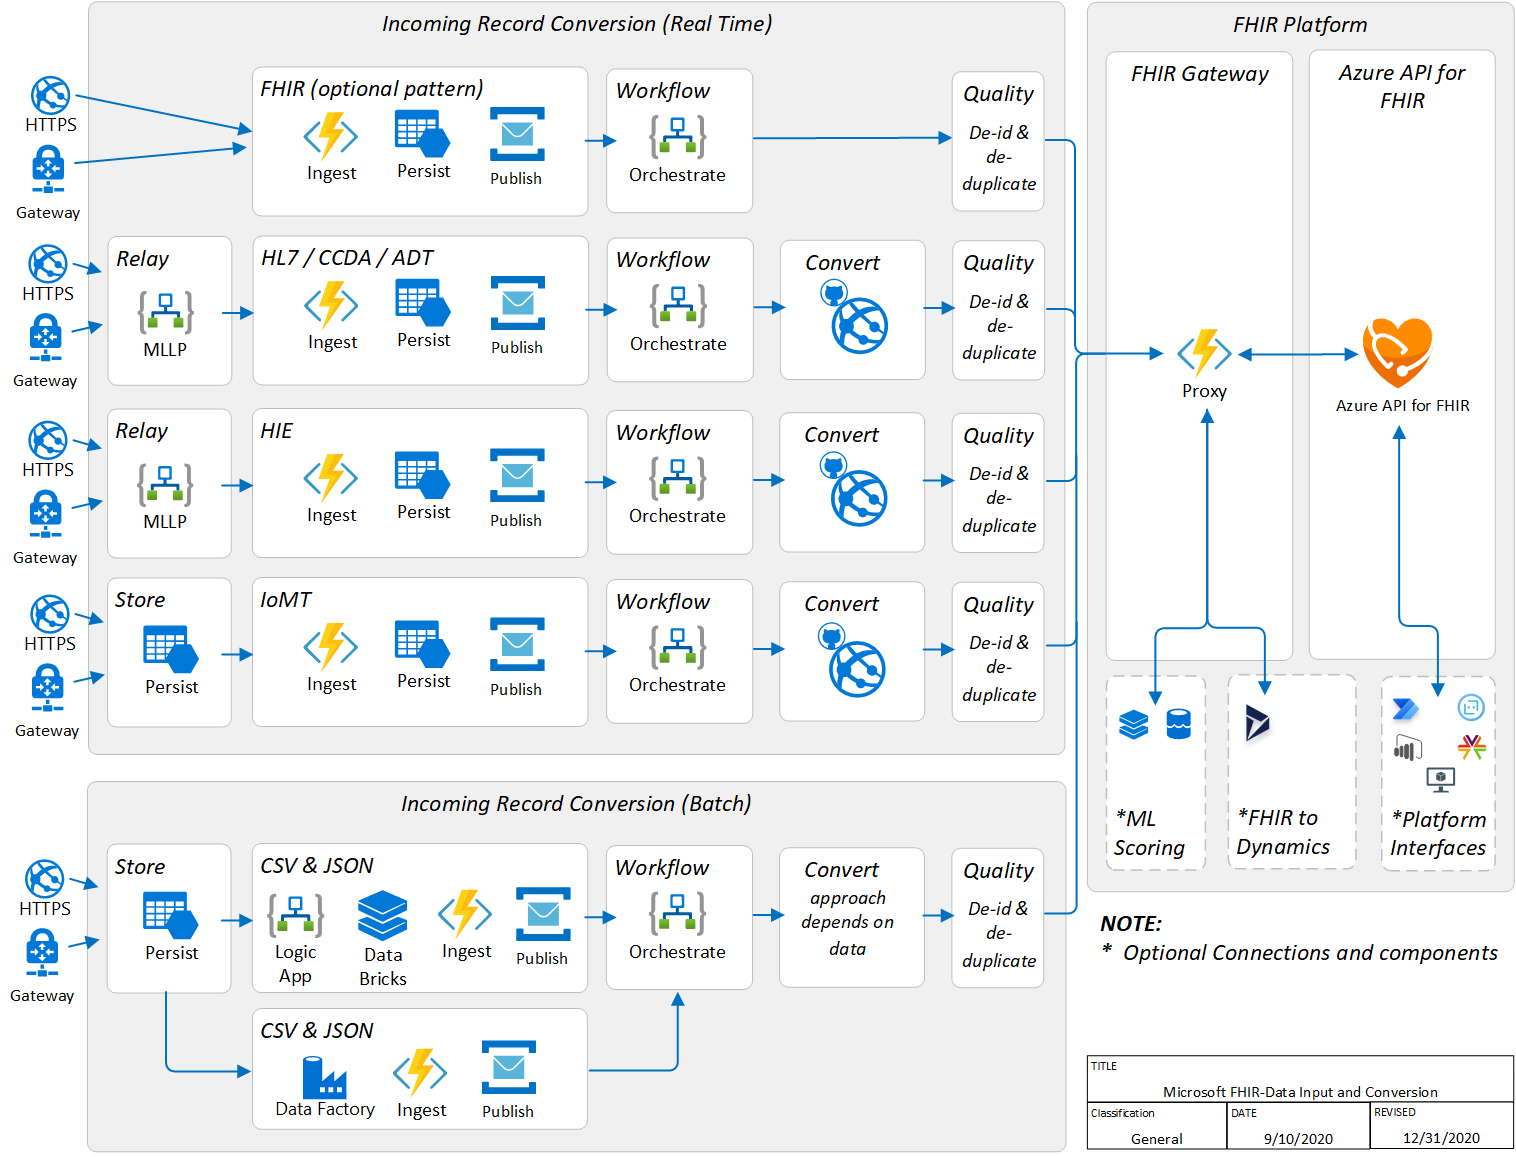 Incoming Record Conversion (Real Time)
HTTPS
Gateway
FHIR (optional pattern)
Ingest
Persist
Publish
Workflow
Orchestrate
Quality
De-id &
de-
duplicate
HTTPS
Gateway
Relay
MLLP
HL7 / CCDA / ADT
Ingest
Persist
Publish
Workflow
Orchestrate
Convert
Quality
De-id &
de-
duplicate
HTTPS
Gateway
Relay
MLLP
HIE
Ingest
Persist
Publish
Workflow
Orchestrate
Convert
Quality
De-id &
de-
duplicate
HTTPS
Gateway
Store
Persist
IoMT
Ingest
Persist
Publish
Workflow
Orchestrate
Convert
Quality
De-id &
de-
duplicate
Incoming Record Conversion (Batch)
HTTPS
Gateway
Store
Persist
CSV & JSON
Logic
App
Data
Bricks
Ingest
Publish
Workflow
Orchestrate
Convert
approach
depends on
data
Quality
De-id &
de-
duplicate
CSV & JSON
Data Factory
Ingest
Publish
FHIR Platform
FHIR Gateway
Proxy
Azure API for
FHIR
Azure API for FHIR
*ML
Scoring
*FHIR to
Dynamics
*Platform
Interfaces
NOTE:
* Optional Connections and components
TITLE
Microsoft FHIR-Data Input and Conversion
Classification
General
DATE
9/10/2020
REVISED
12/31/2020